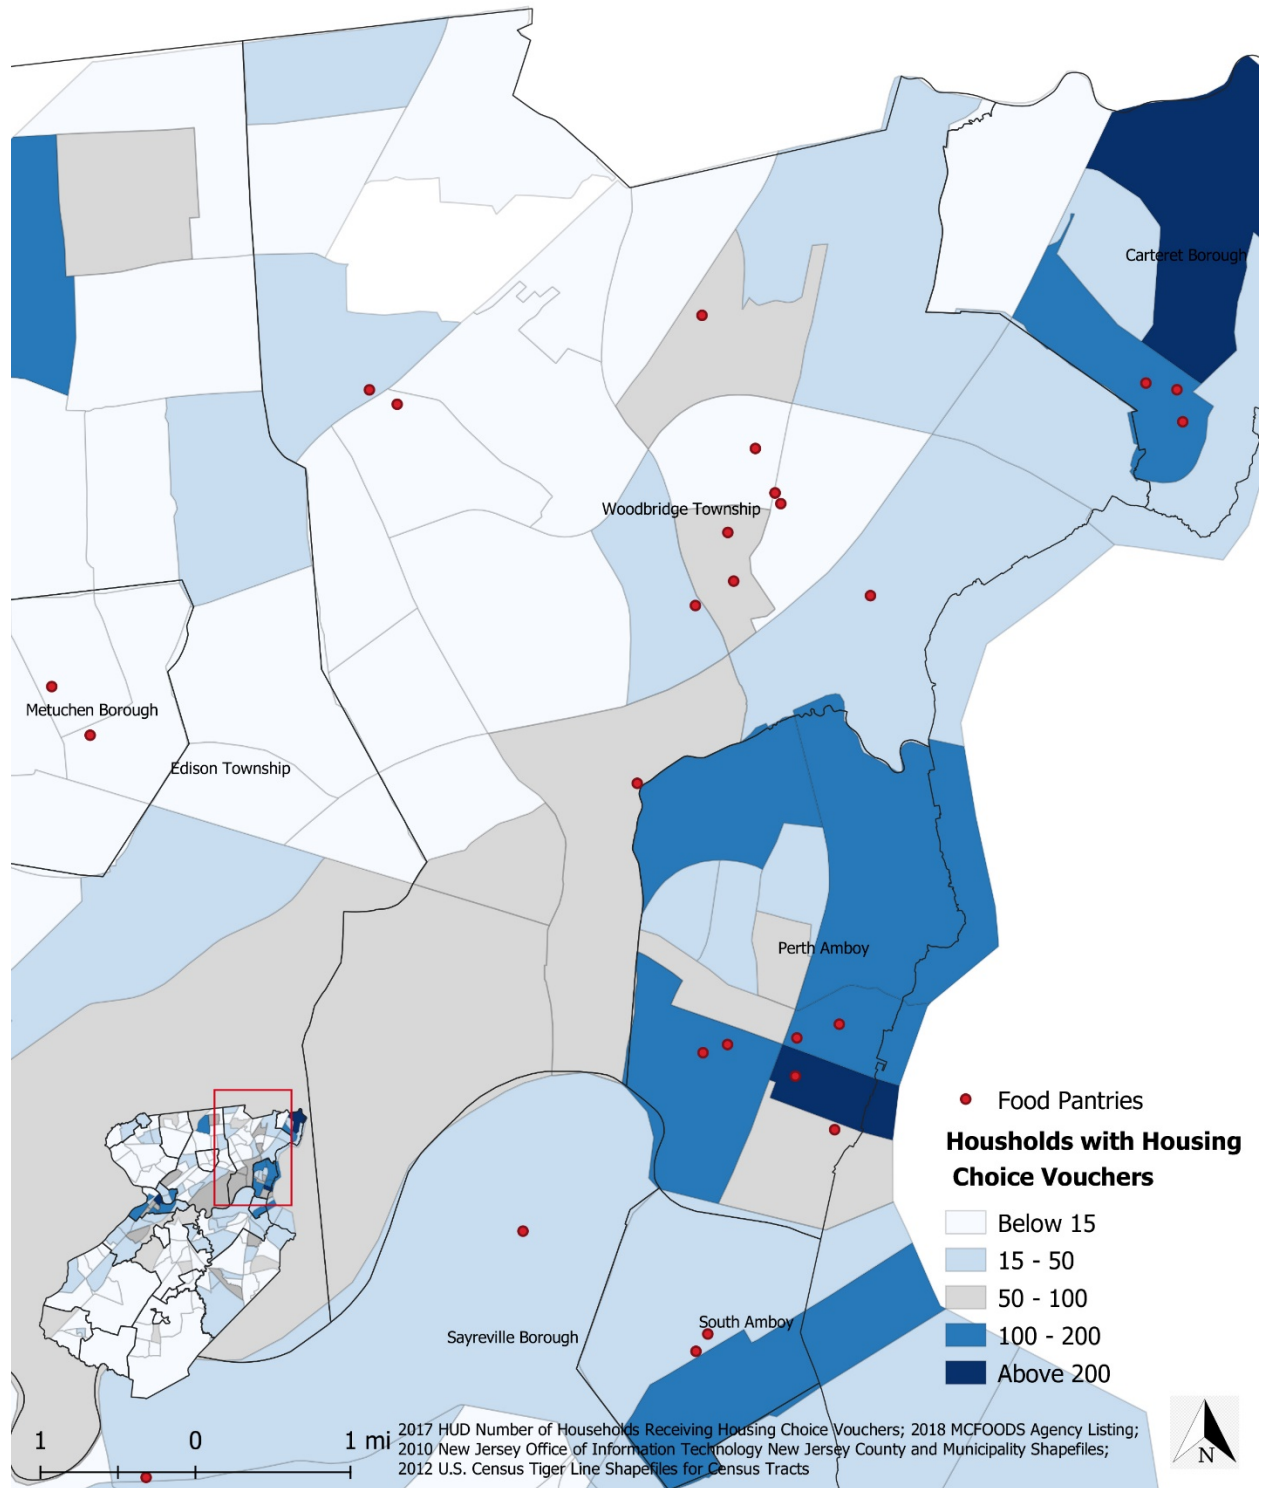 Carteret Borough
Woodbridge Township
Metuchen Borough
Edison Township
Perth Amboy
South Amboy
Sayreville Borough
Food Pantries
Housholds with Housing
Choice Vouchers
Below 15
15 - 50
50 - 100
100 - 200
Above 200
1 0 1 mi
2017 HUD Number of Households Receiving Housing Choice Vouchers; 2018 MCFOODS Agency Listing;
2010 New Jersey Office of Information Technology New Jersey County and Municipality Shapefiles;
2012 U.S. Census Tiger Line Shapefiles for Census Tracts
N